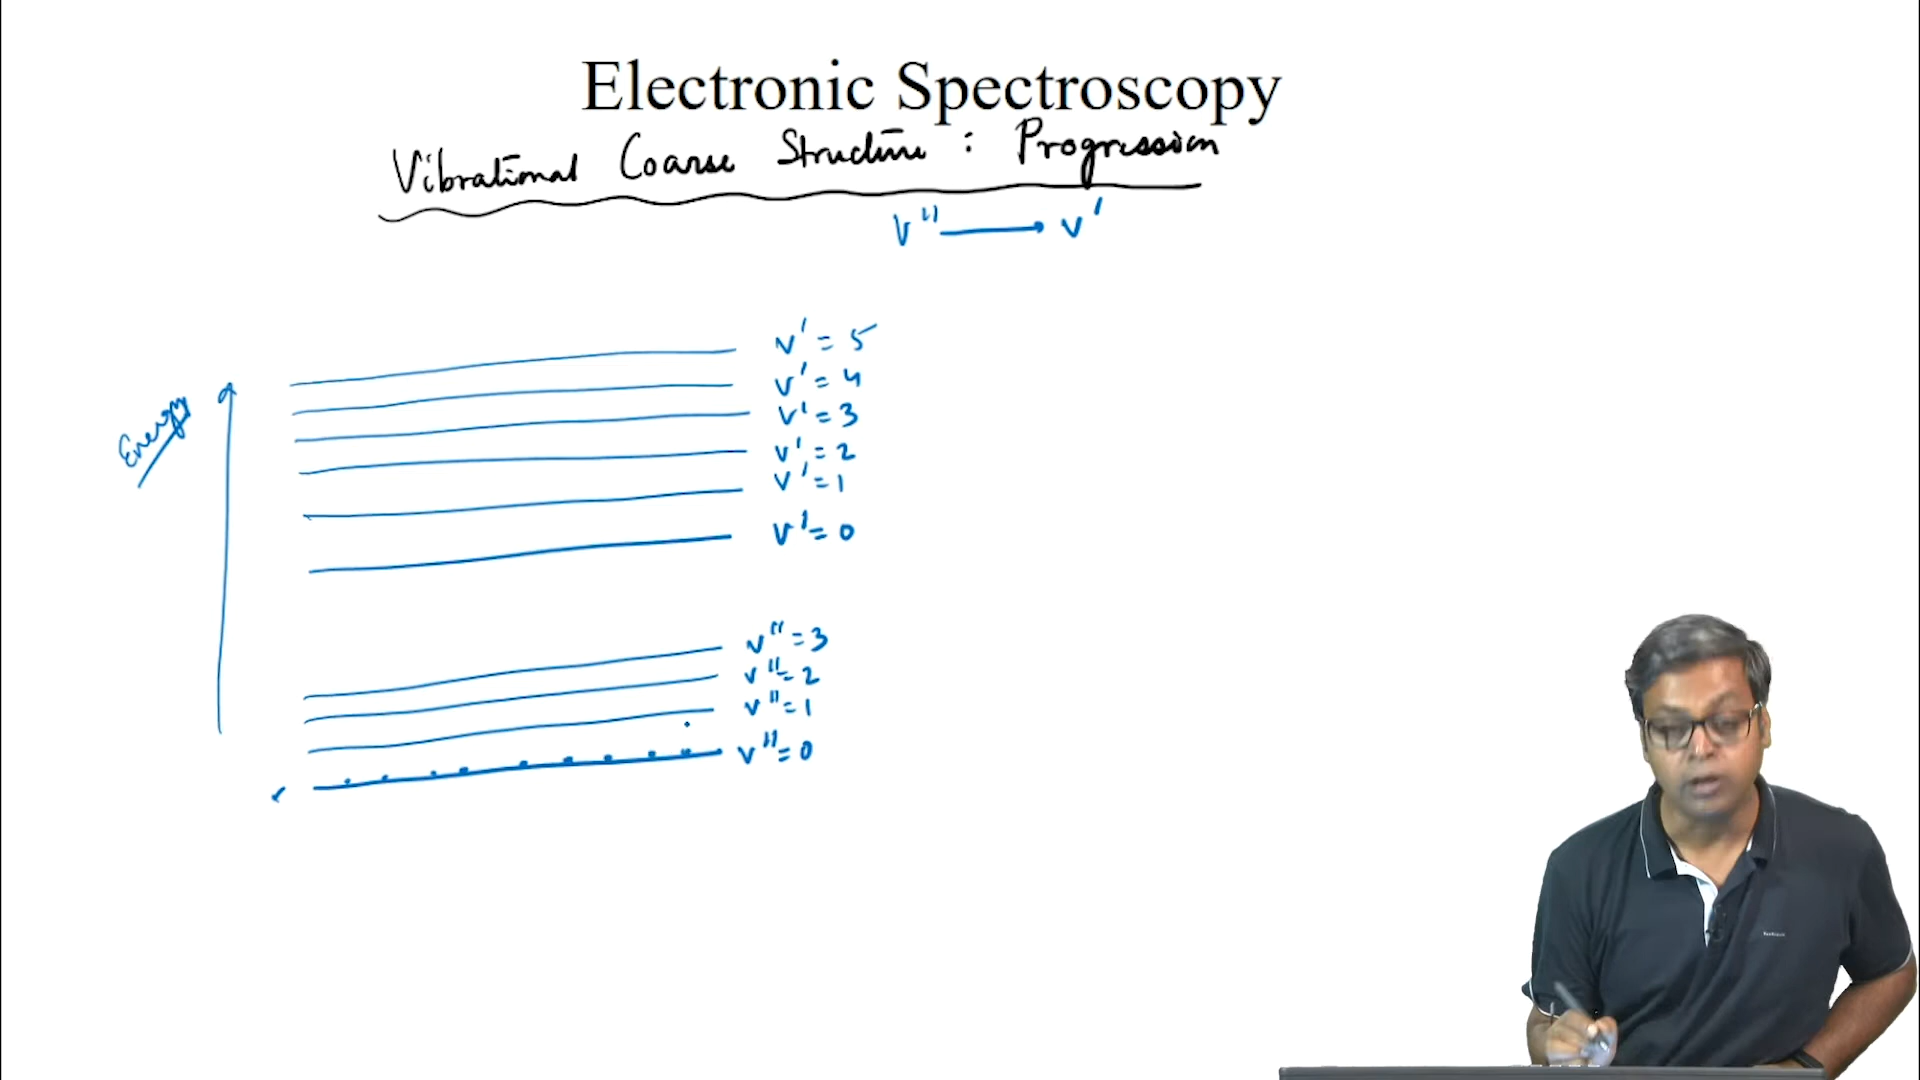 Electronic Spectroscopy
Vibrational Coarse Structure : Progression
v'' → v'
v' = 5
v' = 4
Energy
v' = 3
v' = 2
v' = 1
v' = 0
v'' = 3
v'' = 2
v'' = 1
v'' = 0